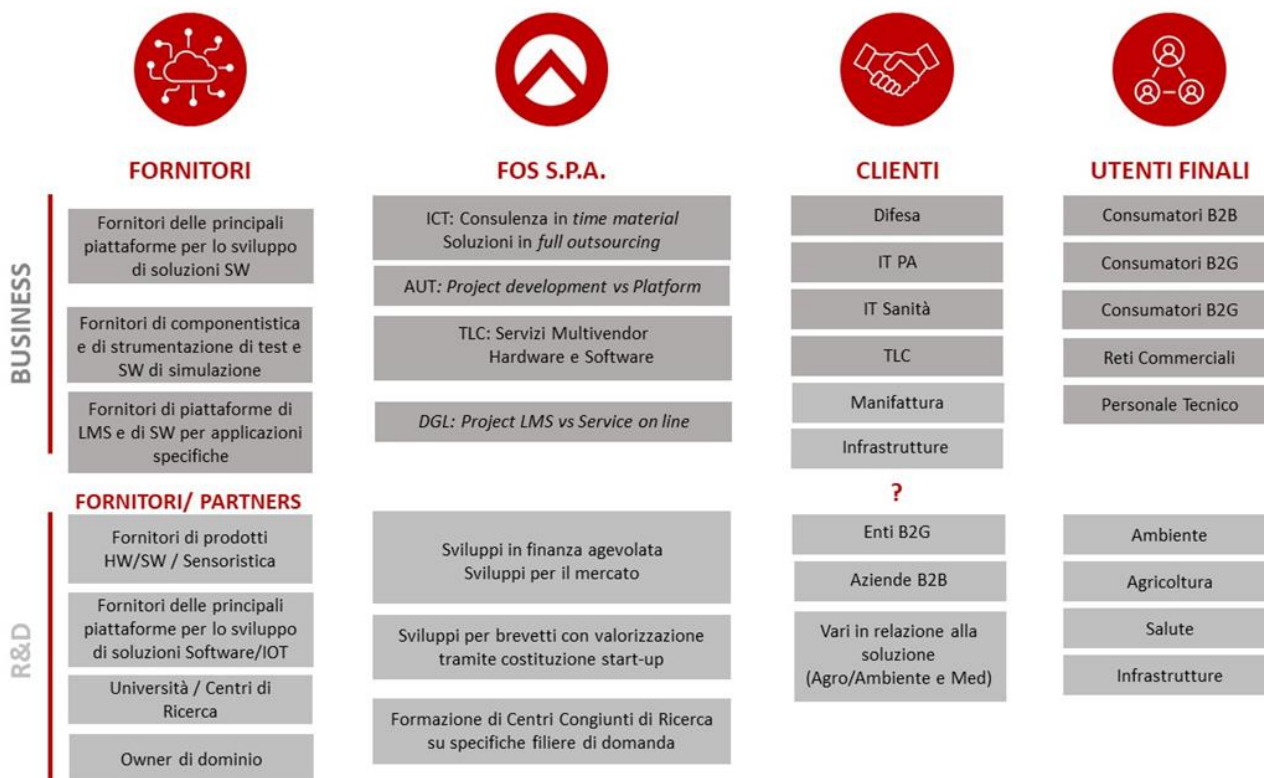 FORNITORI
FOS S.P.A.
CLIENTI
UTENTI FINALI
BUSINESS
Fornitori delle principali
piattaforme per lo sviluppo
di soluzioni SW
Fornitori di componentistica
e di strumentazione di test e
SW di simulazione
Fornitori di piattaforme di
LMS e di SW per applicazioni
specifiche
ICT: Consulenza in time material
Soluzioni in full outsourcing
AUT: Project development vs Platform
TLC: Servizi Multivendor
Hardware e Software
DGL: Project LMS vs Service on line
Difesa
IT PA
IT Sanità
TLC
Manifattura
Infrastrutture
Consumatori B2B
Consumatori B2G
Consumatori B2G
Reti Commerciali
Personale Tecnico
R&D
FORNITORI/ PARTNERS
Fornitori di prodotti
HW/SW / Sensoristica
Fornitori delle principali
piattaforme per lo sviluppo
di soluzioni Software/IOT
Università / Centri di
Ricerca
Owner di dominio
Sviluppi in finanza agevolata
Sviluppi per il mercato
Sviluppi per brevetti con valorizzazione
tramite costituzione start-up
Formazione di Centri Congiunti di Ricerca
su specifiche filiere di domanda
?
Enti B2G
Aziende B2B
Vari in relazione alla
soluzione
(Agro/Ambiente e Med)
Ambiente
Agricoltura
Salute
Infrastrutture